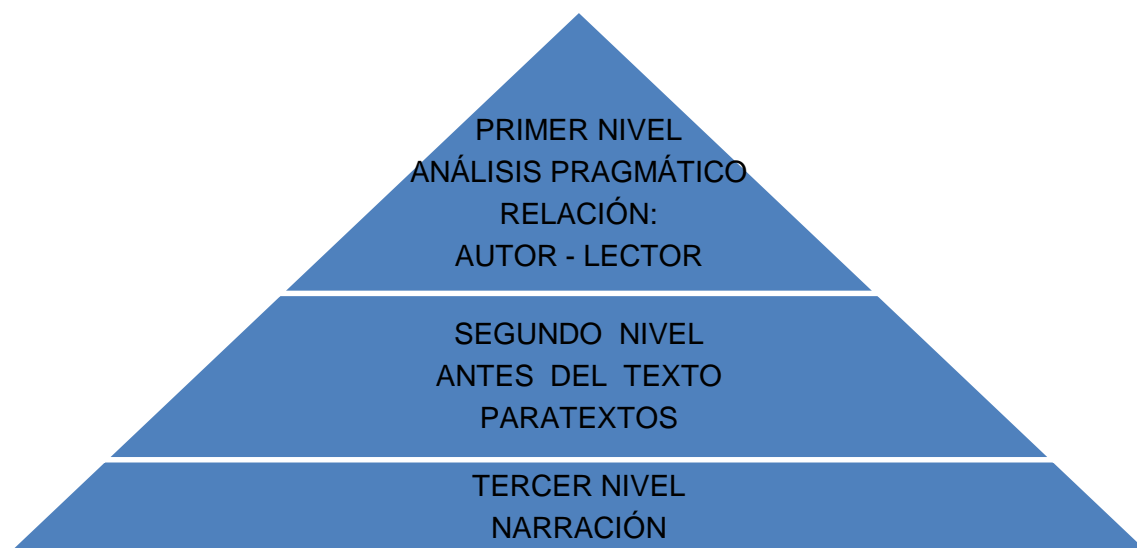 PRIMER NIVEL
ANÁLISIS PRAGMÁTICO
RELACIÓN:
AUTOR - LECTOR
SEGUNDO NIVEL
ANTES DEL TEXTO
PARATEXTOS
TERCER NIVEL
NARRACIÓN